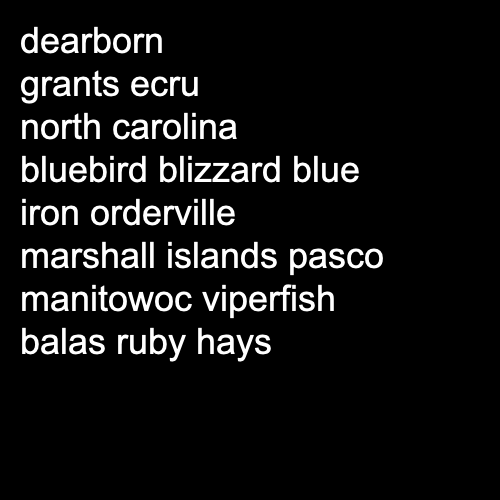 dearborn
grants ecru
north carolina
bluebird blizzard blue
iron orderville
marshall islands pasco
manitowoc viperfish
balas ruby hays